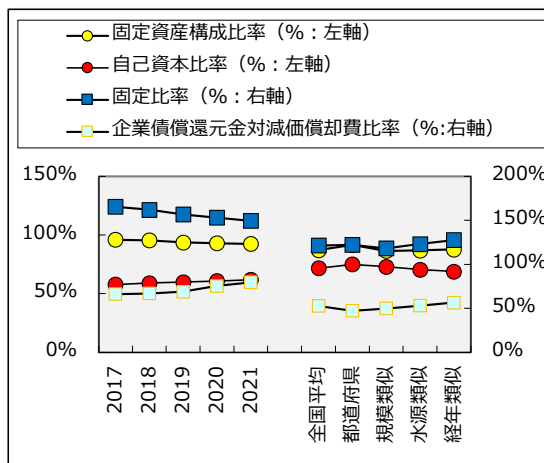 固定資産構成比率（%：左軸）
自己資本比率（%：左軸）
固定比率（%：右軸）
企業債償還元金対減価償却費比率（%:右軸）
150%
100%
50%
0%
200%
150%
100%
50%
0%
2017
2018
2019
2020
2021
全国平均
都道府県
規模類似
水源類似
経年類似